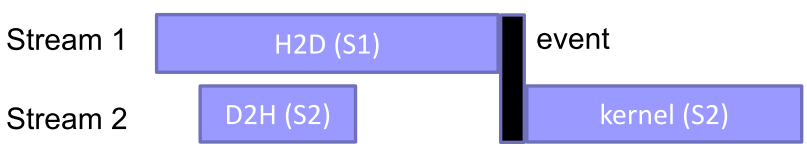 Stream 1 H2D (S1) event
Stream 2 D2H (S2) kernel (S2)